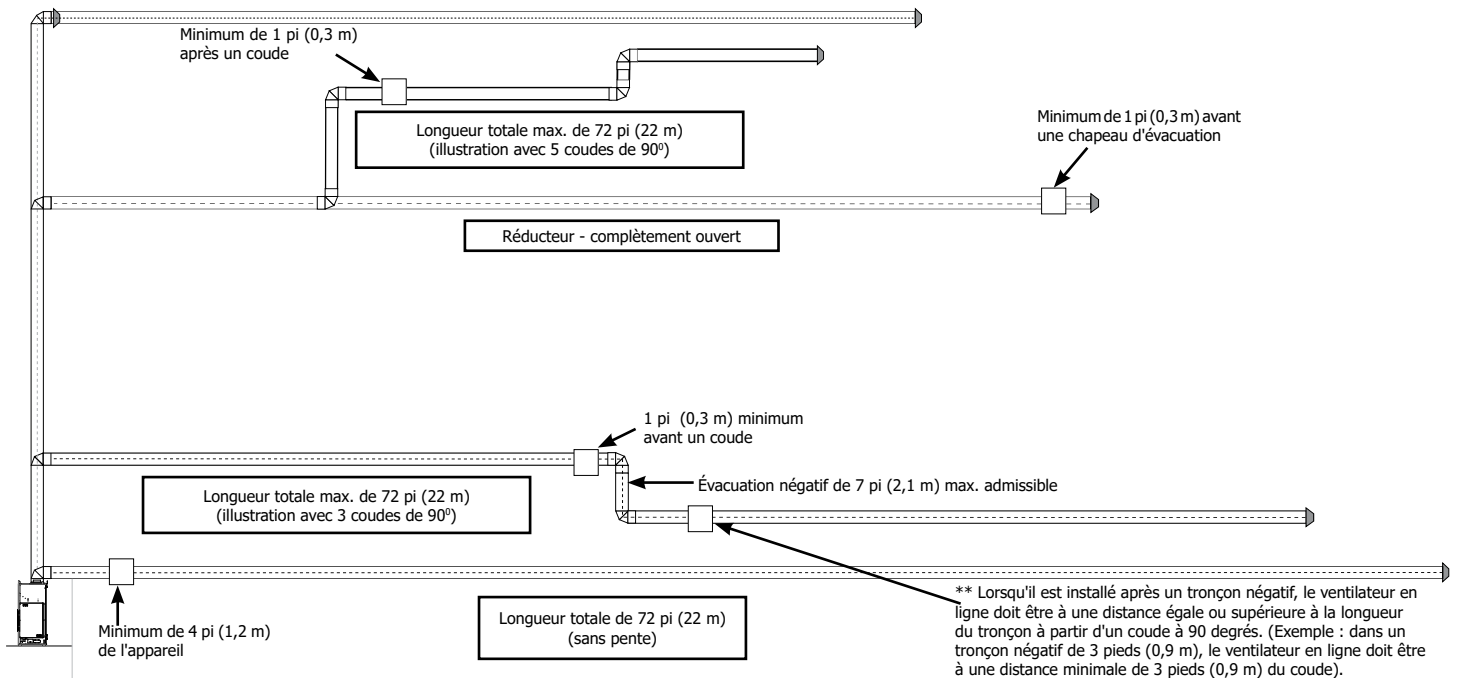 Minimum de 1 pi (0,3 m)
après un coude
Longueur totale max. de 72 pi (22 m)
(illustration avec 5 coudes de 90⁰)
Minimum de 1 pi (0,3 m) avant
une chapeau d'évacuation
Réducteur - complètement ouvert
1 pi (0,3 m) minimum
avant un coude
Longueur totale max. de 72 pi (22 m)
(illustration avec 3 coudes de 90⁰)
Évacuation négatif de 7 pi (2,1 m) max. admissible
Minimum de 4 pi (1,2 m)
de l'appareil
Longueur totale de 72 pi (22 m)
(sans pente)
** Lorsqu'il est installé après un tronçon négatif, le ventilateur en
ligne doit être à une distance égale ou supérieure à la longueur
du tronçon à partir d'un coude à 90 degrés. (Exemple : dans un
tronçon négatif de 3 pieds (0,9 m), le ventilateur en ligne doit être
à une distance minimale de 3 pieds (0,9 m) du coude).